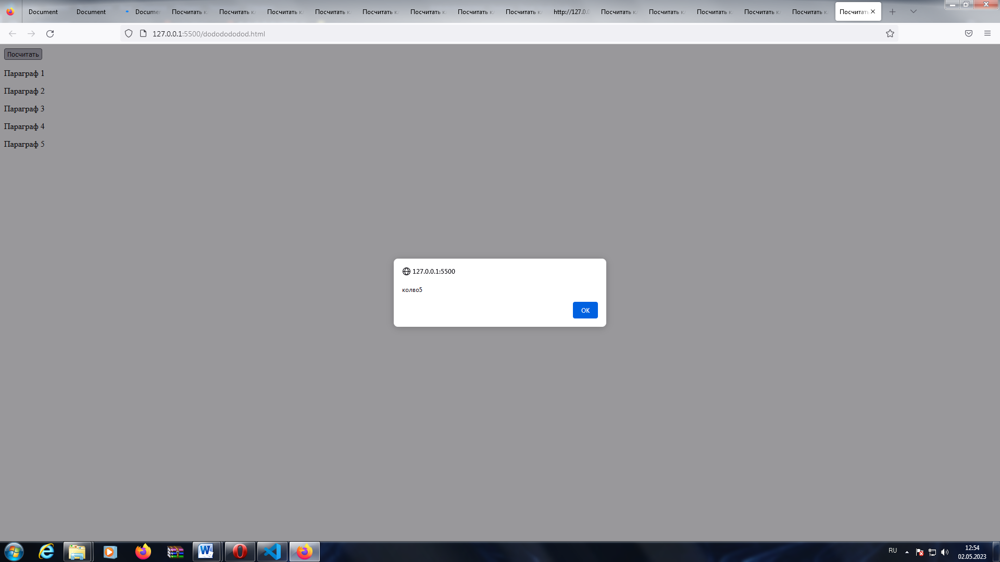 Document
Document
Docume
Посчитать к
Посчитать к
Посчитать к
Посчитать к
Посчитать к
Посчитать к
Посчитать к
Посчитать к
http://127.0.0
Посчитать к
Посчитать к
Посчитать к
Посчитать к
Посчитать к
Посчитать
127.0.0.1:5500/dododododod.html
Посчитать
Параграф 1
Параграф 2
Параграф 3
Параграф 4
Параграф 5
127.0.0.1:5500
колво5
OK
RU
12:54
02.05.2023